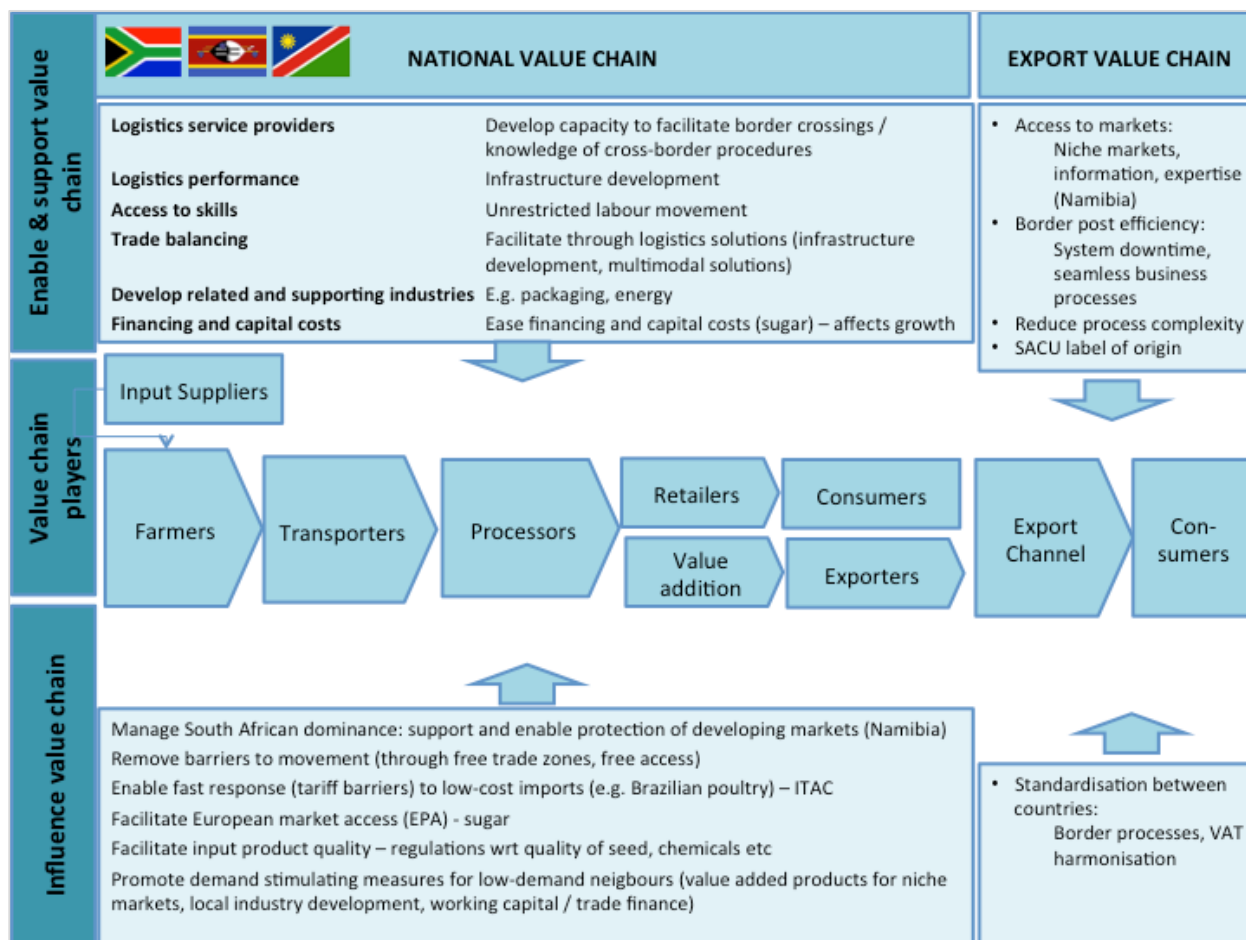 NATIONAL VALUE CHAIN
EXPORT VALUE CHAIN
Enable & support value
chain
Logistics service providers
Develop capacity to facilitate border crossings /
knowledge of cross-border procedures
Logistics performance
Infrastructure development
Access to skills
Unrestricted labour movement
Trade balancing
Facilitate through logistics solutions (infrastructure
development, multimodal solutions)
Develop related and supporting industries
E.g. packaging, energy
Financing and capital costs
Ease financing and capital costs (sugar) – affects growth
• Access to markets:
Niche markets,
information, expertise
(Namibia)
• Border post efficiency:
System downtime,
seamless business
processes
• Reduce process complexity
• SACU label of origin
Value chain
players
Input Suppliers
Farmers
Transporters
Processors
Retailers
Consumers
Value
addition
Exporters
Export
Channel
Con-
sumers
Influence value chain
Manage South African dominance: support and enable protection of developing markets (Namibia)
Remove barriers to movement (through free trade zones, free access)
Enable fast response (tariff barriers) to low-cost imports (e.g. Brazilian poultry) – ITAC
Facilitate European market access (EPA) - sugar
Facilitate input product quality – regulations wrt quality of seed, chemicals etc
Promote demand stimulating measures for low-demand neigbours (value added products for niche
markets, local industry development, working capital / trade finance)
• Standardisation between
countries:
Border processes, VAT
harmonisation